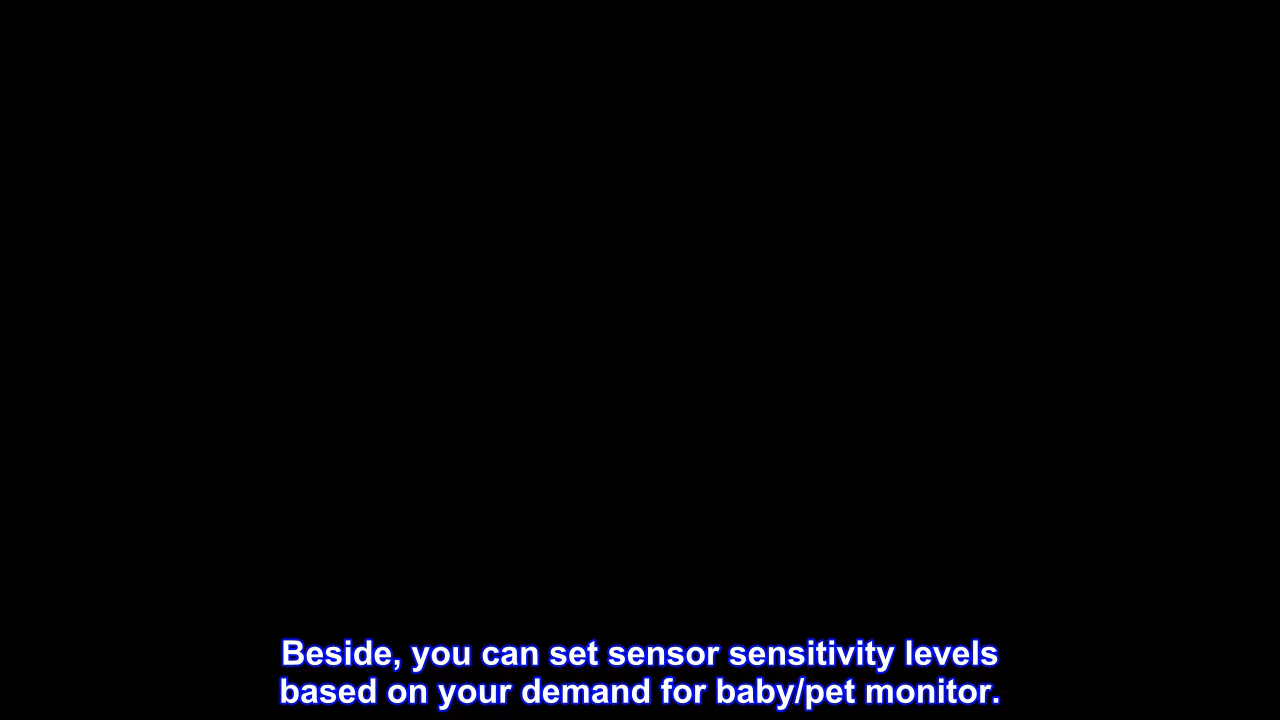 Beside, you can set sensor sensitivity levels
based on your demand for baby/pet monitor.